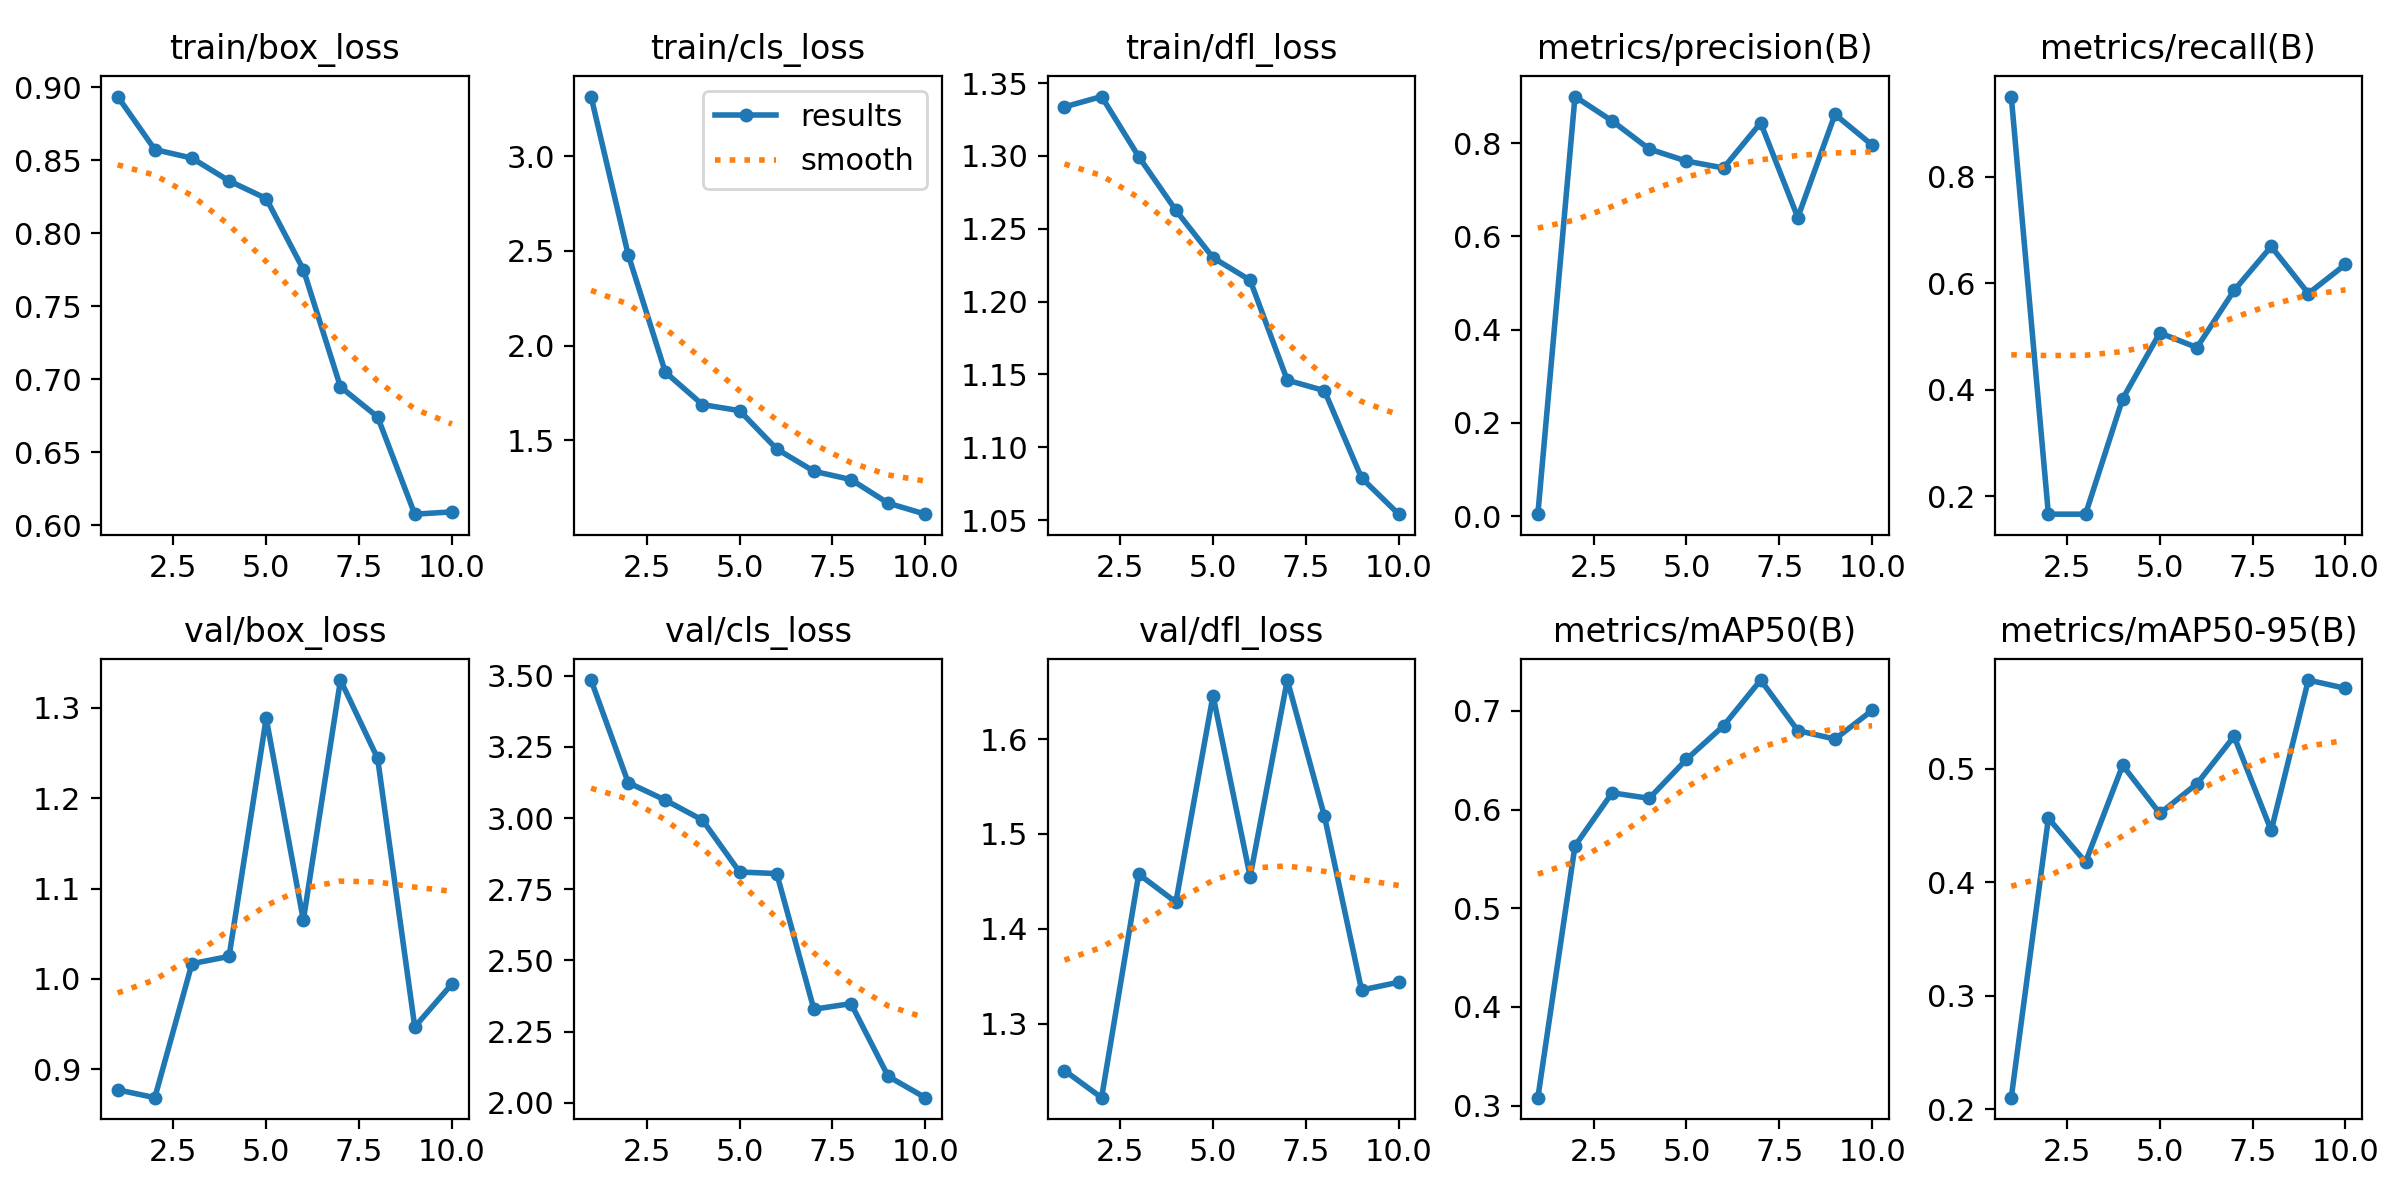 train/box_loss
0.90
0.85
0.80
0.75
0.70
0.65
0.60
2.5 5.0 7.5 10.0
train/cls_loss
results
smooth
3.0
2.5
2.0
1.5
2.5 5.0 7.5 10.0
train/dfl_loss
1.35
1.30
1.25
1.20
1.15
1.10
1.05
2.5 5.0 7.5 10.0
metrics/precision(B)
0.8
0.6
0.4
0.2
0.0
2.5 5.0 7.5 10.0
metrics/recall(B)
0.8
0.6
0.4
0.2
2.5 5.0 7.5 10.0
val/box_loss
1.3
1.2
1.1
1.0
0.9
2.5 5.0 7.5 10.0
val/cls_loss
3.50
3.25
3.00
2.75
2.50
2.25
2.00
2.5 5.0 7.5 10.0
val/dfl_loss
1.6
1.5
1.4
1.3
2.5 5.0 7.5 10.0
metrics/mAP50(B)
0.7
0.6
0.5
0.4
0.3
2.5 5.0 7.5 10.0
metrics/mAP50-95(B)
0.5
0.4
0.3
0.2
2.5 5.0 7.5 10.0